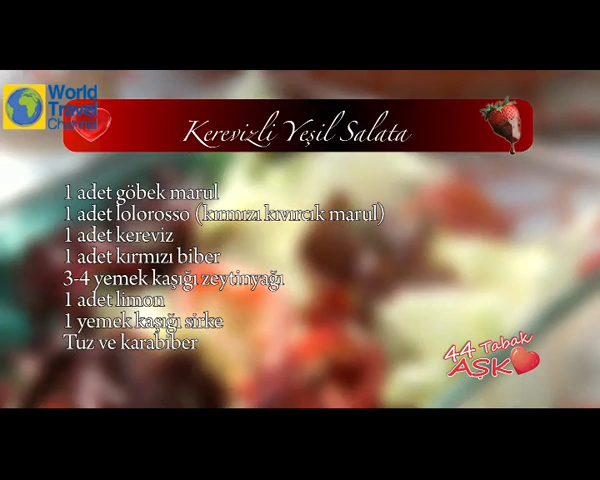 World
Travel
Channel
Kerevizli Yeşil Salata
1 adet göbek marul
1 adet lolorosso (kırmızı kıvırcık marul)
1 adet kereviz
1 adet kırmızı biber
3-4 yemek kaşığı zeytinyağı
1 adet limon
1 yemek kaşığı sirke
Tuz ve karabiber
44 Tabak
AŞK